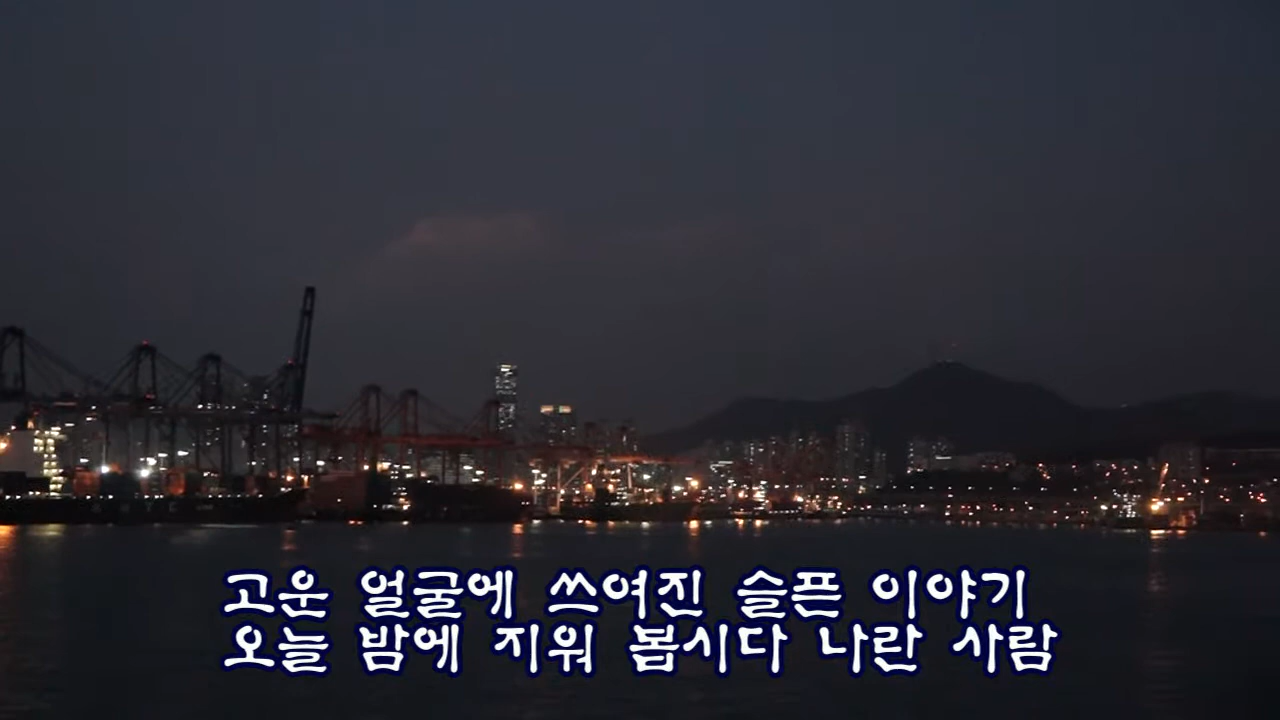 고운 얼굴에 쓰여진 슬픈 이야기
오늘 밤에 지워 봅시다 나란 사람